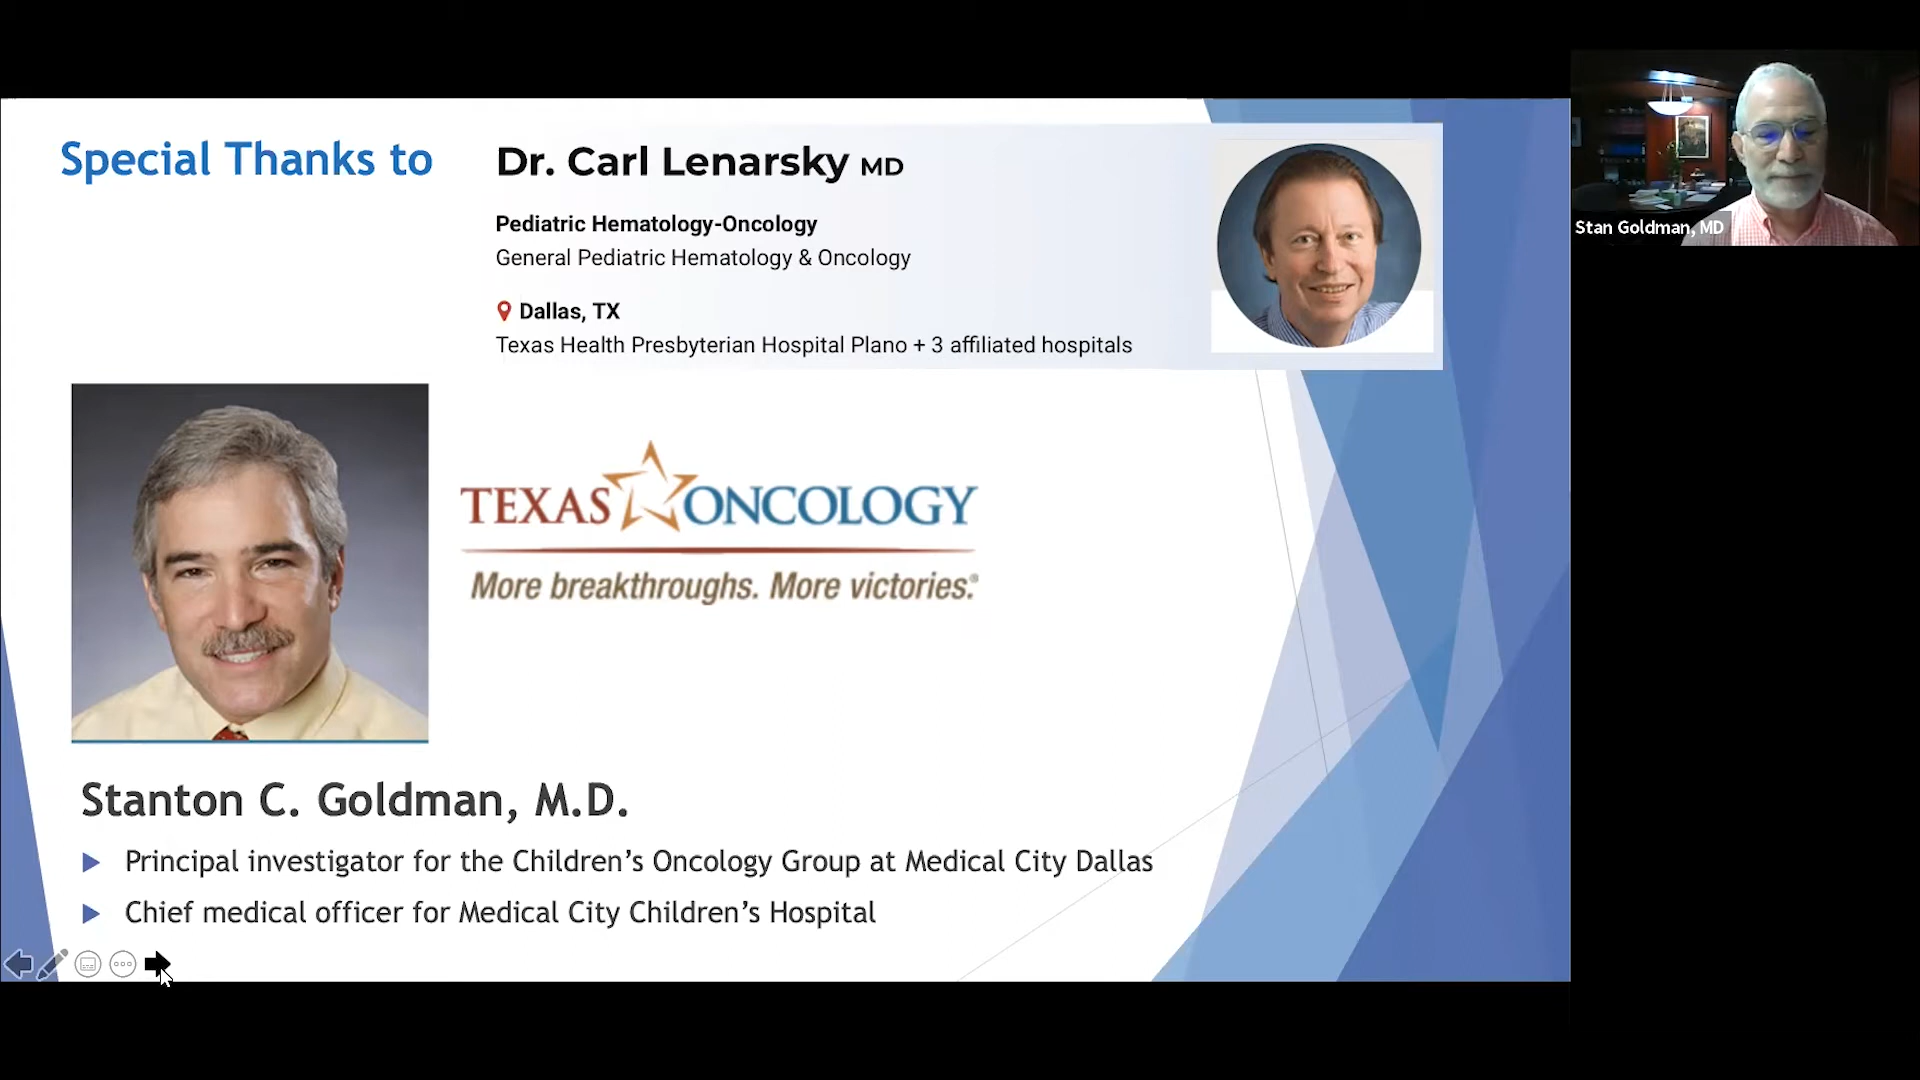 Special Thanks to
Dr. Carl Lenarsky MD
Pediatric Hematology-Oncology
General Pediatric Hematology & Oncology
Dallas, TX
Texas Health Presbyterian Hospital Plano + 3 affiliated hospitals
Stan Goldman, MD
TEXAS ONCOLOGY
More breakthroughs. More victories.®
Stanton C. Goldman, M.D.
Principal investigator for the Children’s Oncology Group at Medical City Dallas
Chief medical officer for Medical City Children’s Hospital